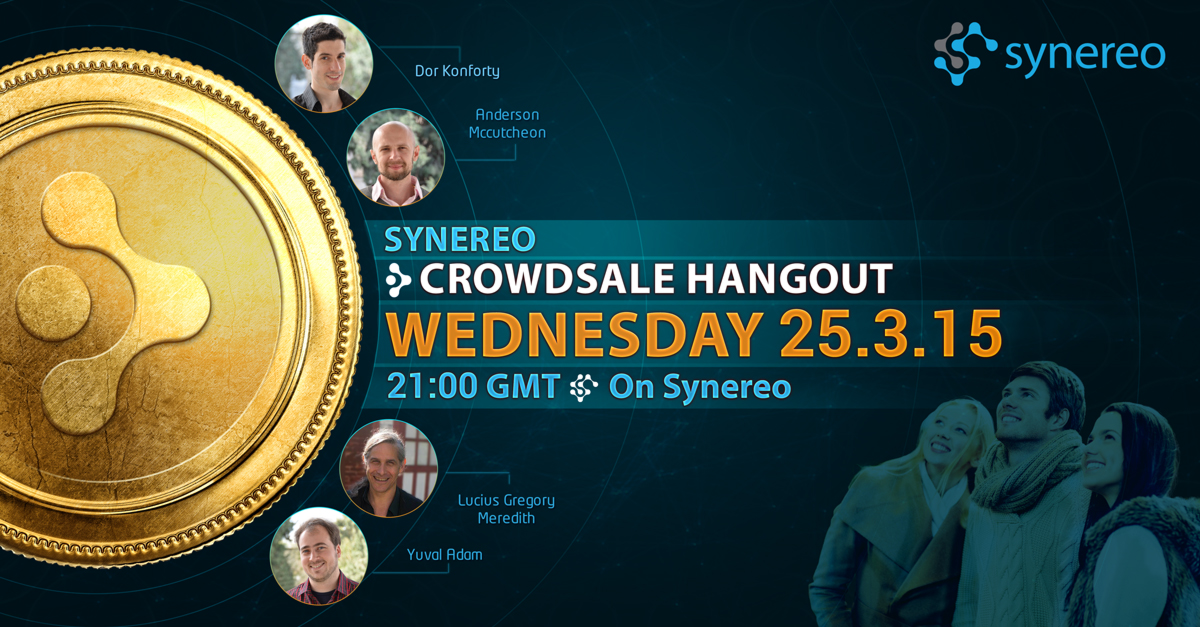 synereo
Dor Konforty
Anderson
Mccutcheon
SYNEREO
CROWDSALE HANGOUT
WEDNESDAY 25.3.15
21:00 GMT On Synereo
Lucius Gregory
Meredith
Yuval Adam